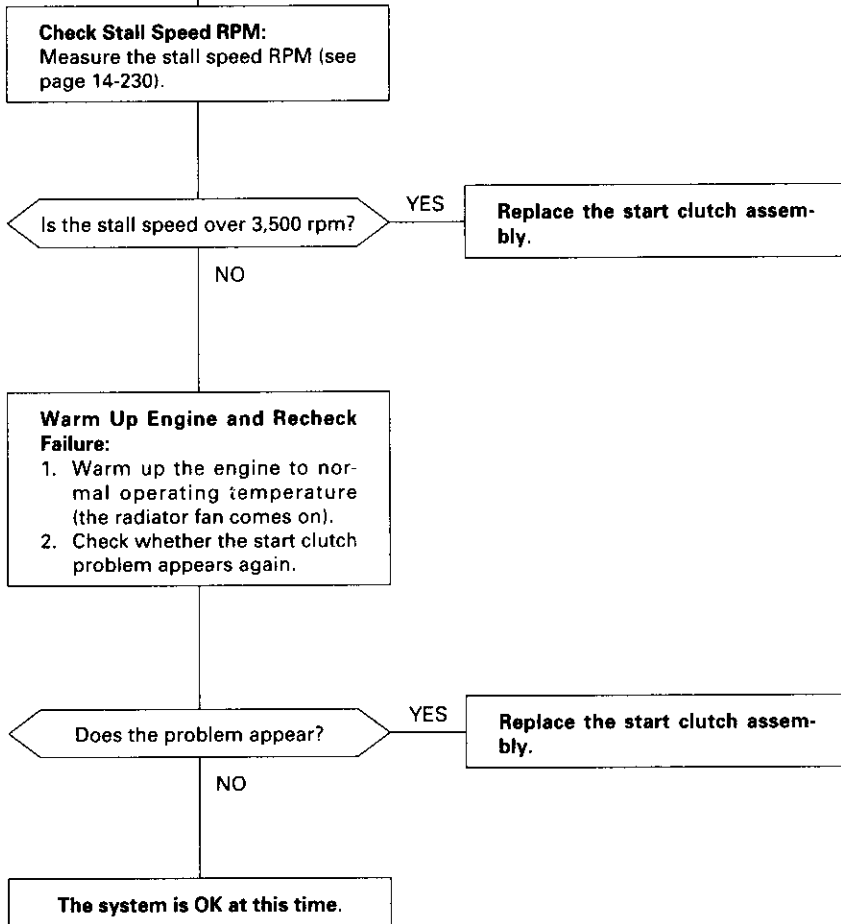 Check Stall Speed RPM:
Measure the stall speed RPM (see
page 14-230).
Is the stall speed over 3,500 rpm?
YES
Replace the start clutch assem-
bly.
NO
Warm Up Engine and Recheck
Failure:
1. Warm up the engine to nor-
mal operating temperature
(the radiator fan comes on).
2. Check whether the start clutch
problem appears again.
Does the problem appear?
YES
Replace the start clutch assem-
bly.
NO
The system is OK at this time.